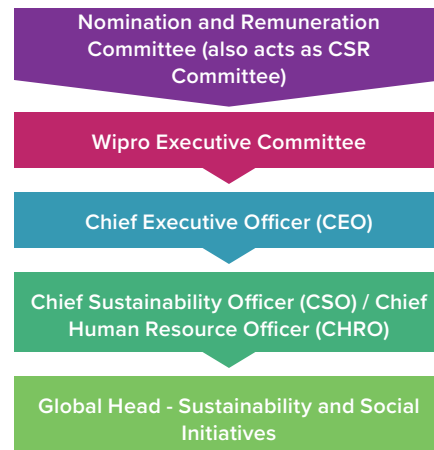 Nomination and Remuneration
Committee (also acts as CSR
Committee)
Wipro Executive Committee
Chief Executive Officer (CEO)
Chief Sustainability Officer (CSO) / Chief
Human Resource Officer (CHRO)
Global Head - Sustainability and Social
Initiatives